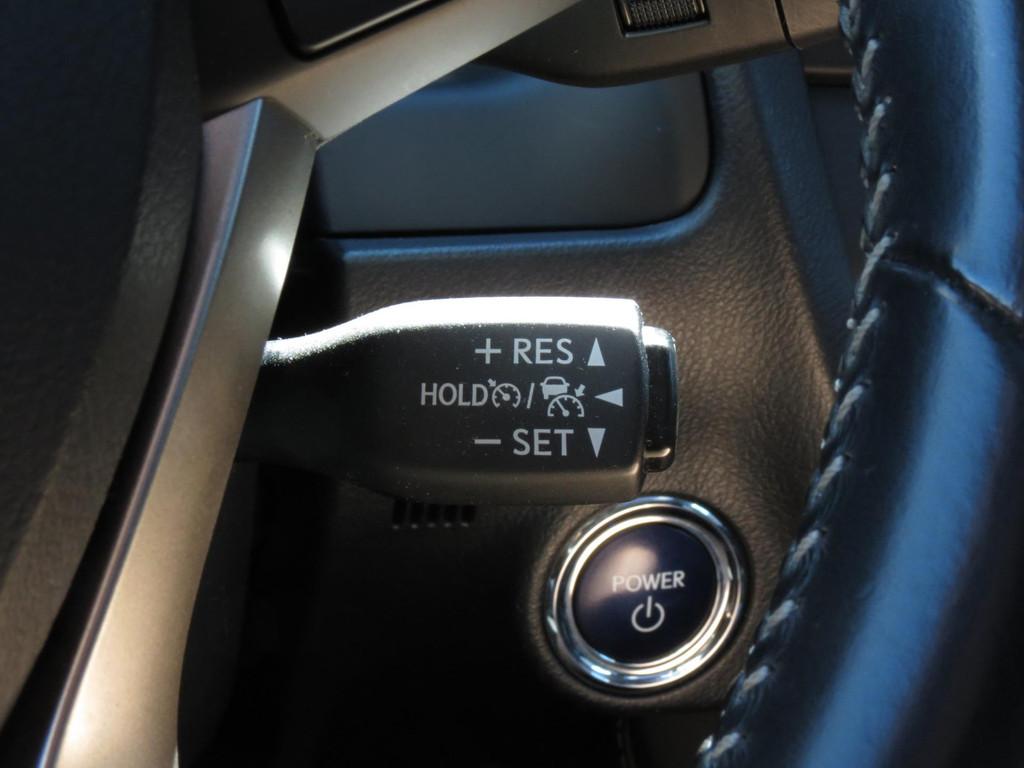 + RES ▲
HOLD / ◀
− SET ▼
POWER